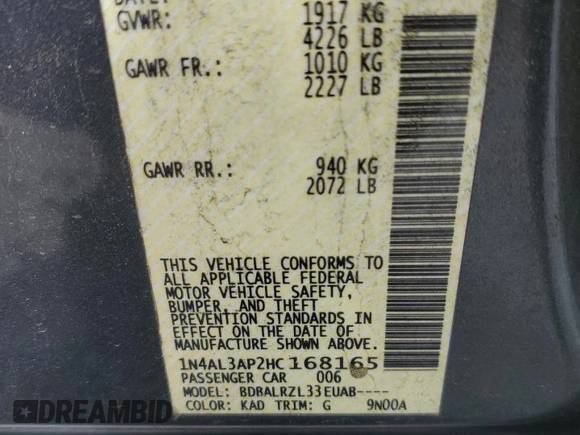 GVWR: 1917 KG
4226 LB
GAWR FR.: 1010 KG
2227 LB
GAWR RR.: 940 KG
2072 LB
THIS VEHICLE CONFORMS TO
ALL APPLICABLE FEDERAL
MOTOR VEHICLE SAFETY,
BUMPER, AND THEFT
PREVENTION STANDARDS
IN EFFECT ON THE DATE OF
MANUFACTURE SHOWN ABOVE.
1N4AL3AP2HC168165
PASSENGER CAR 006
MODEL: BDBALRZL33EUAB----
COLOR: KAD TRIM: G 9N00A
DREAMBID